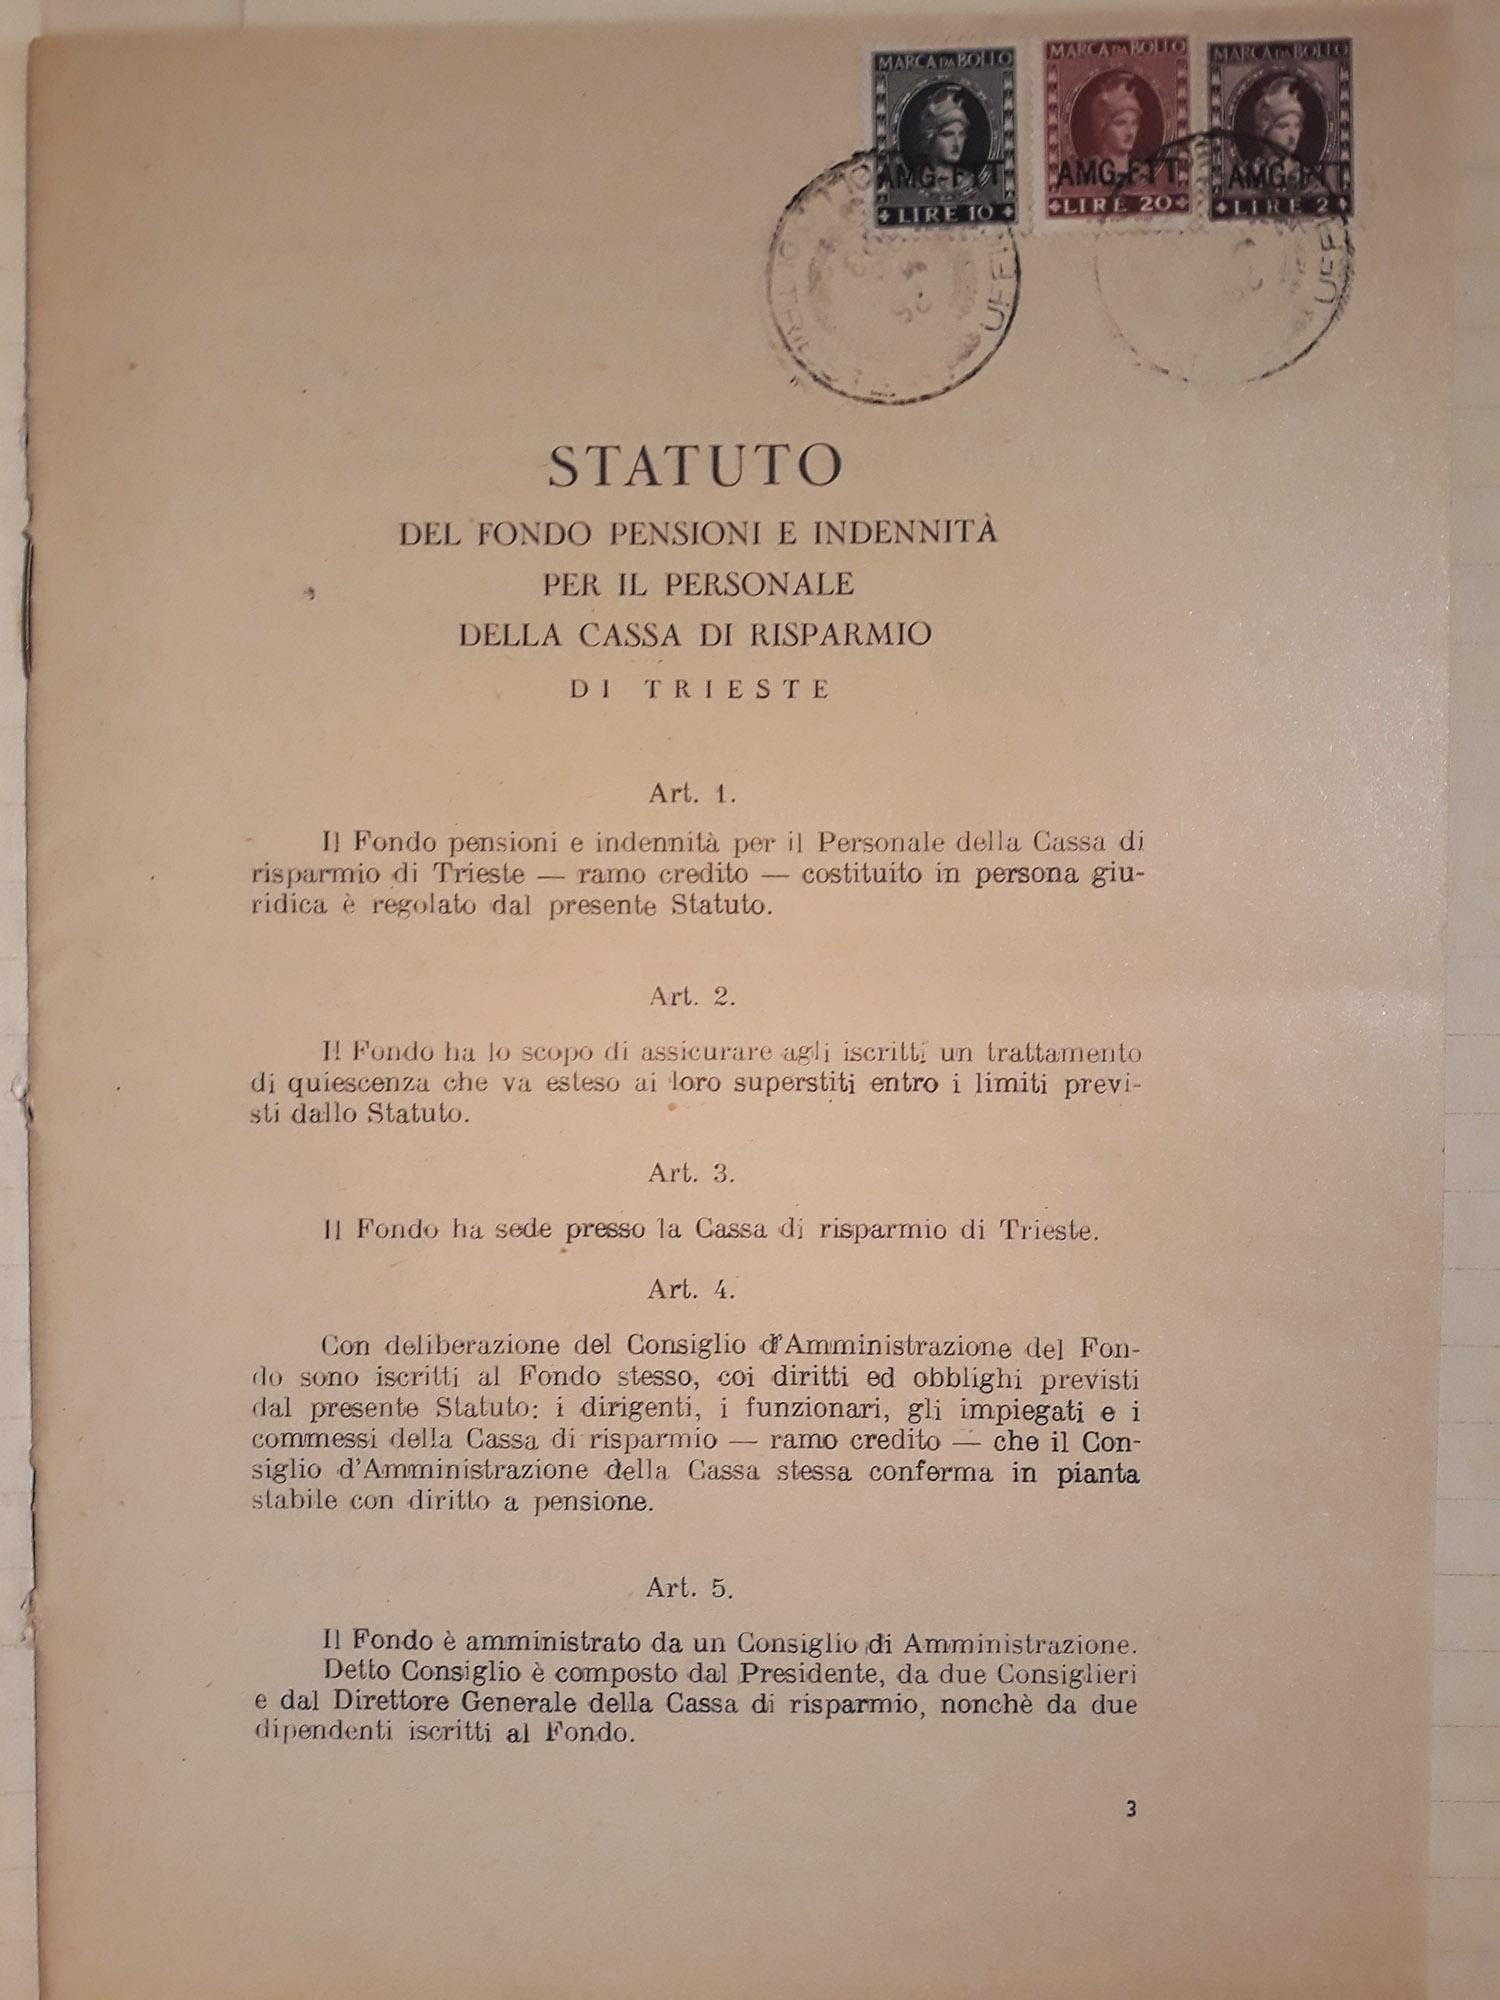 MARCA DA BOLLO
AMG-FTT
LIRE 10
MARCA DA BOLLO
AMG-FTT
LIRE 20
MARCA DA BOLLO
AMG-FTT
LIRE 2
STATUTO
DEL FONDO PENSIONI E INDENNITÀ
PER IL PERSONALE
DELLA CASSA DI RISPARMIO
DI TRIESTE
Art. 1.
Il Fondo pensioni e indennità per il Personale della Cassa di
risparmio di Trieste — ramo credito — costituito in persona giu-
ridica è regolato dal presente Statuto.
Art. 2.
Il Fondo ha lo scopo di assicurare agli iscritti un trattamento
di quiescenza che va esteso ai loro superstiti entro i limiti previ-
sti dallo Statuto.
Art. 3.
Il Fondo ha sede presso la Cassa di risparmio di Trieste.
Art. 4.
Con deliberazione del Consiglio d'Amministrazione del Fon-
do sono iscritti al Fondo stesso, coi diritti ed obblighi previsti
dal presente Statuto: i dirigenti, i funzionari, gli impiegati e i
commessi della Cassa di risparmio — ramo credito — che il Con-
siglio d'Amministrazione della Cassa stessa conferma in pianta
stabile con diritto a pensione.
Art. 5.
Il Fondo è amministrato da un Consiglio di Amministrazione.
Detto Consiglio è composto dal Presidente, da due Consiglieri
e dal Direttore Generale della Cassa di risparmio, nonchè da due
dipendenti iscritti al Fondo.
3